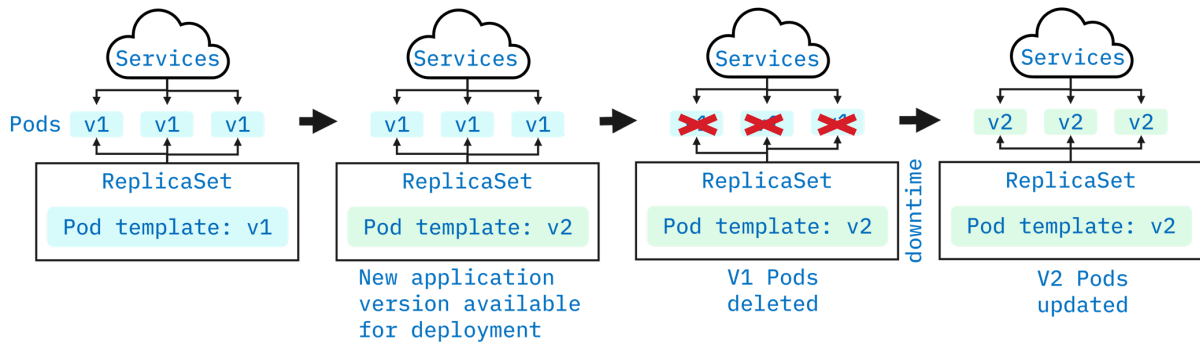 Services
Services
Services
Services
Pods v1 v1 v1
v1 v1 v1
v2 v2 v2
ReplicaSet
Pod template: v1
ReplicaSet
Pod template: v2
New application
version available
for deployment
ReplicaSet
Pod template: v2
V1 Pods
deleted
downtime
ReplicaSet
Pod template: v2
V2 Pods
updated